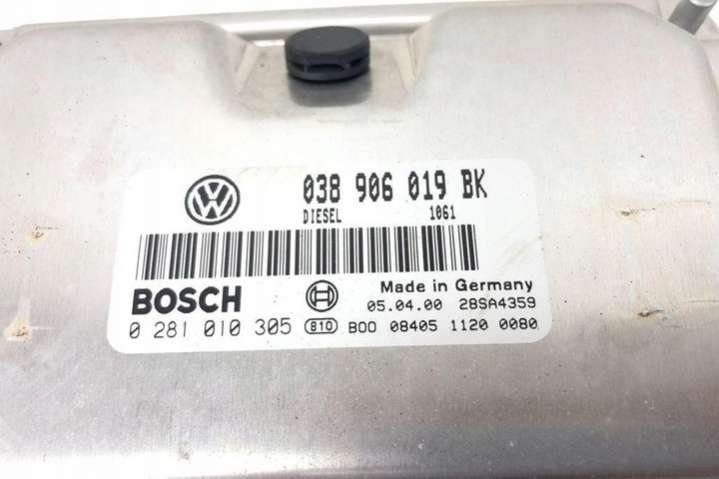 038 906 019 BK
DIESEL 1061
BOSCH
Made in Germany
05.04.00 28SA4359
0 281 010 305 810 B00 08405 1120 0080